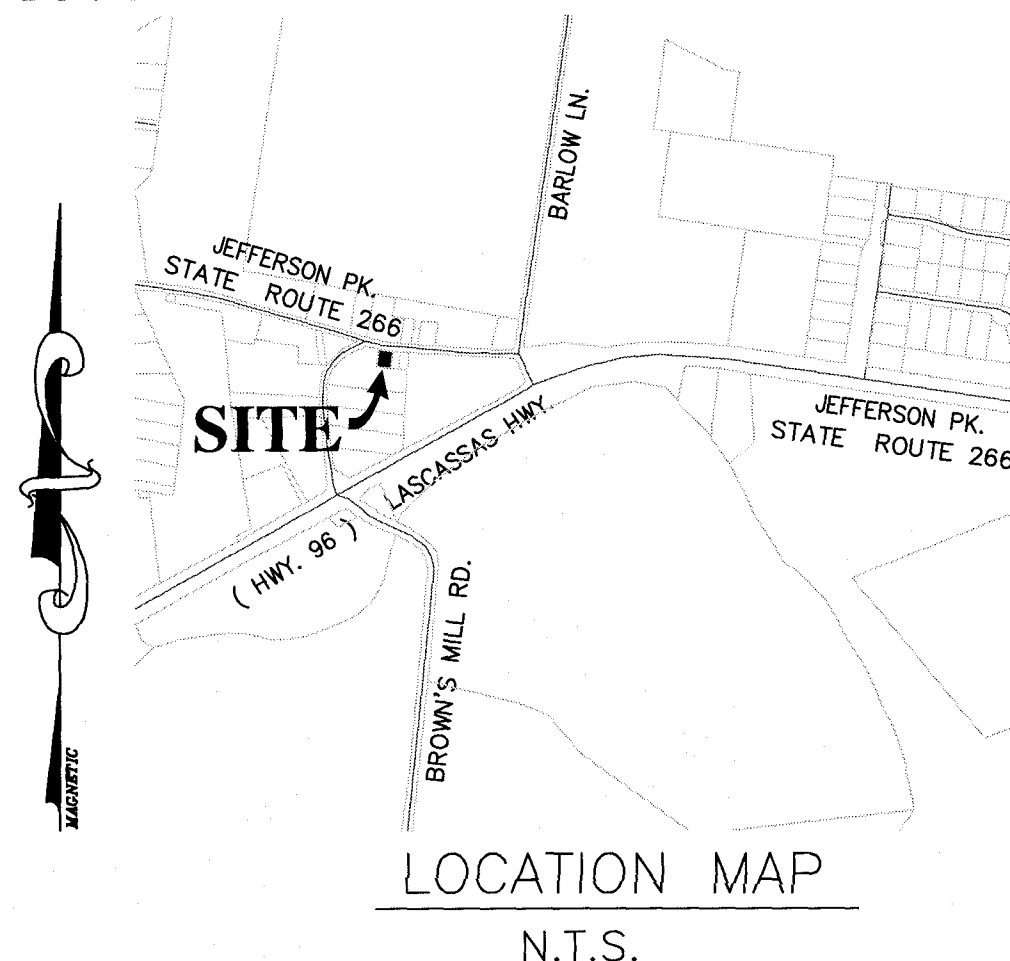 BARLOW LN.
JEFFERSON PK.
STATE ROUTE 266
SITE
JEFFERSON PK.
STATE ROUTE 266
LASCASSAS HWY
( HWY. 96 )
BROWN'S MILL RD.
MAGNETIC
LOCATION MAP
N.T.S.